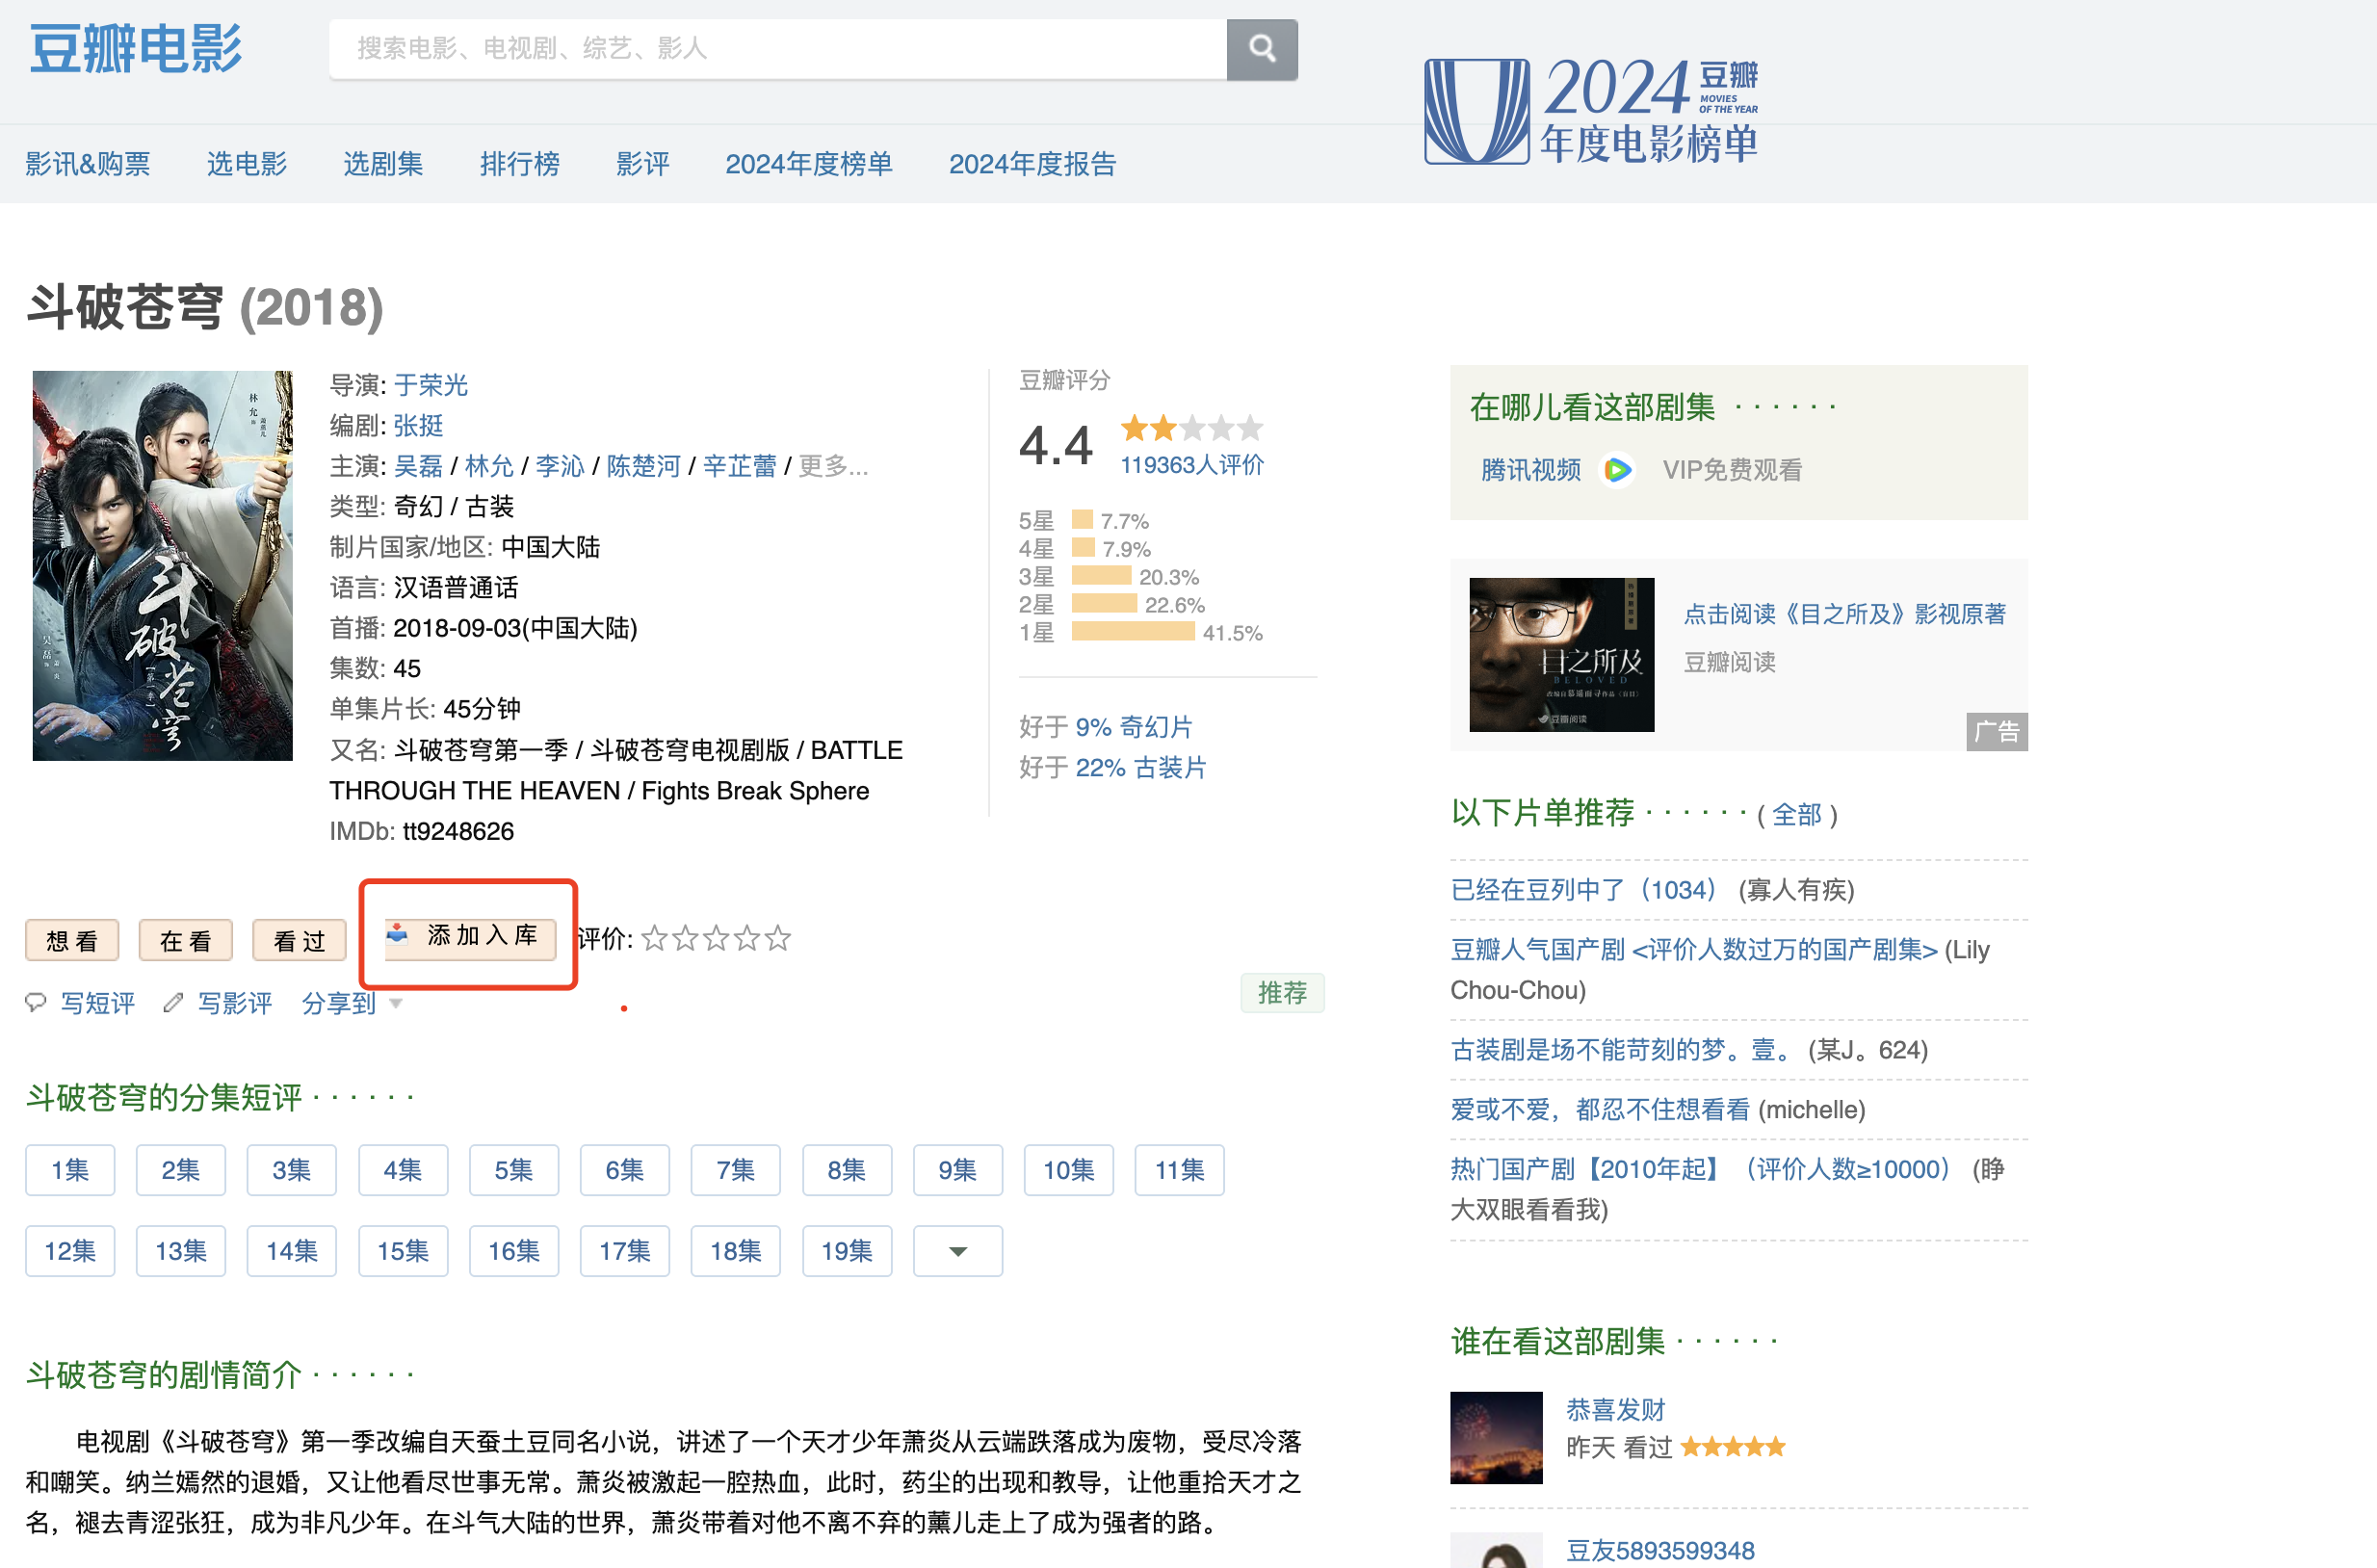 豆瓣电影
搜索电影、电视剧、综艺、影人
2024 豆瓣
MOVIES
OF THE YEAR
年度电影榜单
影讯&购票 选电影 选剧集 排行榜 影评 2024年度榜单 2024年度报告
斗破苍穹 (2018)
林允
吴磊
斗破苍穹
第一季
导演: 于荣光
编剧: 张挺
主演: 吴磊 / 林允 / 李沁 / 陈楚河 / 辛芷蕾 / 更多...
类型: 奇幻 / 古装
制片国家/地区: 中国大陆
语言: 汉语普通话
首播: 2018-09-03(中国大陆)
集数: 45
单集片长: 45分钟
又名: 斗破苍穹第一季 / 斗破苍穹电视剧版 / BATTLE
THROUGH THE HEAVEN / Fights Break Sphere
IMDb: tt9248626
豆瓣评分
4.4
119363人评价
5星 7.7%
4星 7.9%
3星 20.3%
2星 22.6%
1星 41.5%
好于 9% 奇幻片
好于 22% 古装片
想看 在看 看过 添加入库 评价:
写短评 写影评 分享到
推荐
斗破苍穹的分集短评 · · · · · ·
1集 2集 3集 4集 5集 6集 7集 8集 9集 10集 11集
12集 13集 14集 15集 16集 17集 18集 19集
斗破苍穹的剧情简介 · · · · · ·
电视剧《斗破苍穹》第一季改编自天蚕土豆同名小说，讲述了一个天才少年萧炎从云端跌落成为废物，受尽冷落
和嘲笑。纳兰嫣然的退婚，又让他看尽世事无常。萧炎被激起一腔热血，此时，药尘的出现和教导，让他重拾天才之
名，褪去青涩张狂，成为非凡少年。在斗气大陆的世界，萧炎带着对他不离不弃的薰儿走上了成为强者的路。
在哪儿看这部剧集 · · · · · ·
腾讯视频 VIP免费观看
目之所及
BELOVED
豆瓣阅读
点击阅读《目之所及》影视原著
豆瓣阅读
广告
以下片单推荐 · · · · · · ( 全部 )
已经在豆列中了（1034） (寡人有疾)
豆瓣人气国产剧 <评价人数过万的国产剧集> (Lily
Chou-Chou)
古装剧是场不能苛刻的梦。壹。 (某J。624)
爱或不爱，都忍不住想看看 (michelle)
热门国产剧【2010年起】（评价人数≥10000） (睁
大双眼看看我)
谁在看这部剧集 · · · · · ·
恭喜发财
昨天 看过
豆友5893599348